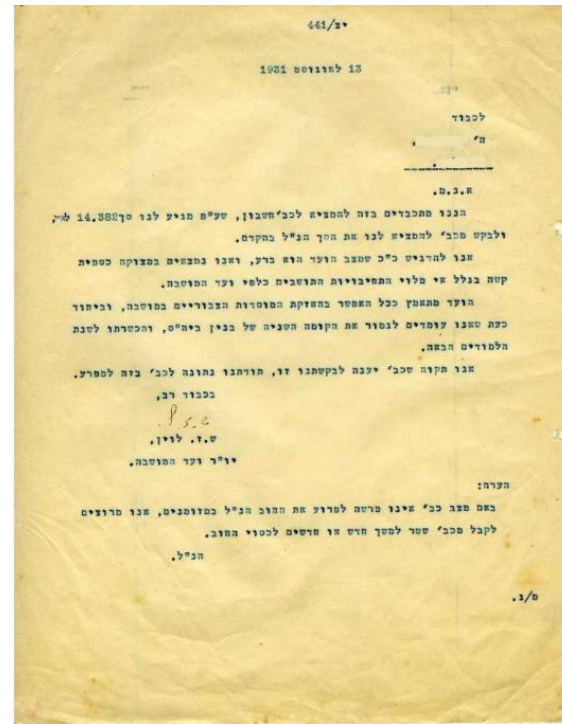 יצ/441
13 לאוגוסט 1931
לכבוד
ה'
א.נ.מ.
הננו מתכבדים בזה להמציא לכב' חשבון, שע"ס מגיע לנו סך 14.382 לא"י,
ולבקש מכב' להמציא לנו את הסך הנ"ל בהקדם.
אנו להדגיש כ"כ שמצב הועד הוא ברע, ואנו נמצאים במצוקה כספית
קשה בגלל אי מלוי התחיבויות התושבים כלפי ועד המושבה.
הועד מתאמץ ככל האפשר בהחזקת המוסדות הצבוריים במושבה, וביחוד
כעת שאנו עומדים לגמור את הקומה השניה של בנין ביה"ס, והכשרתו לשנת
הלמודים הבאה.
אנו תקוה שכב' יענה לבקשתנו זו, תודתנו נתונה לכב' בזה למפרע.
בכבוד רב,
ש.ז. לוין,
יו"ר ועד המושבה.
הערה:
באם מצב כב' אינו מרשה לפרוע את החוב הנ"ל במזומנים, אנו מרוצים
לקבל מכב' שטר למשך חדש או חדשים לכסוי החוב.
הנ"ל.
מ/נ.